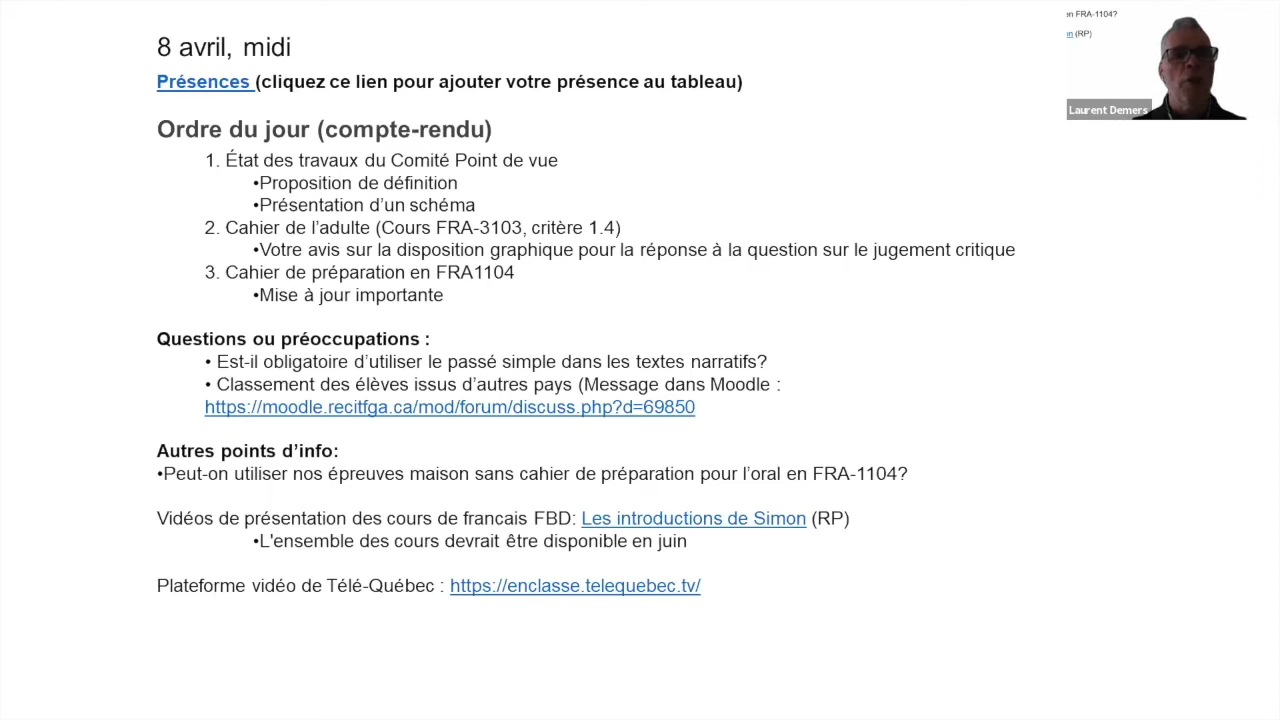 8 avril, midi
Présences (cliquez ce lien pour ajouter votre présence au tableau)
Ordre du jour (compte-rendu)
1. État des travaux du Comité Point de vue
•Proposition de définition
•Présentation d’un schéma
2. Cahier de l’adulte (Cours FRA-3103, critère 1.4)
•Votre avis sur la disposition graphique pour la réponse à la question sur le jugement critique
3. Cahier de préparation en FRA1104
•Mise à jour importante
Questions ou préoccupations :
• Est-il obligatoire d’utiliser le passé simple dans les textes narratifs?
• Classement des élèves issus d’autres pays (Message dans Moodle :
https://moodle.recitfga.ca/mod/forum/discuss.php?d=69850
Autres points d’info:
•Peut-on utiliser nos épreuves maison sans cahier de préparation pour l’oral en FRA-1104?
Vidéos de présentation des cours de francais FBD: Les introductions de Simon (RP)
•L'ensemble des cours devrait être disponible en juin
Plateforme vidéo de Télé-Québec : https://enclasse.telequebec.tv/
en FRA-1104?
(RP)
Laurent Demers